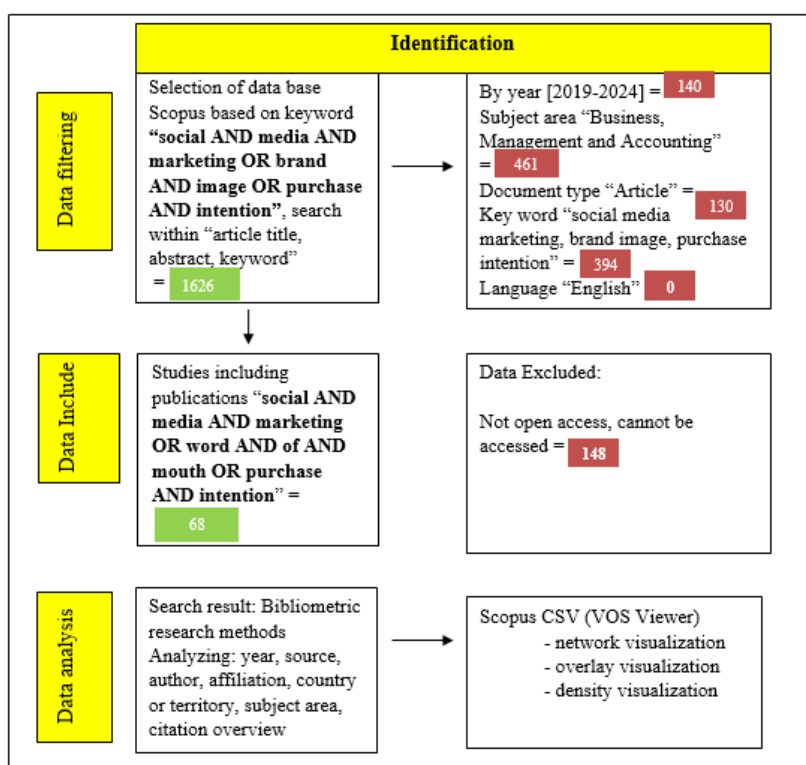 Identification
Data filtering
Selection of data base
Scopus based on keyword
“social AND media AND
marketing OR brand
AND image OR purchase
AND intention”, search
within “article title,
abstract, keyword”
= 1626
By year [2019-2024] = 140
Subject area “Business,
Management and Accounting”
= 461
Document type “Article” = 130
Key word “social media
marketing, brand image, purchase
intention” = 394
Language “English” 0
Data Include
Studies including
publications “social AND
media AND marketing
OR word AND of AND
mouth OR purchase
AND intention” =
68
Data Excluded:
Not open access, cannot be
accessed = 148
Data analysis
Search result: Bibliometric
research methods
Analyzing: year, source,
author, affiliation, country
or territory, subject area,
citation overview
Scopus CSV (VOS Viewer)
- network visualization
- overlay visualization
- density visualization